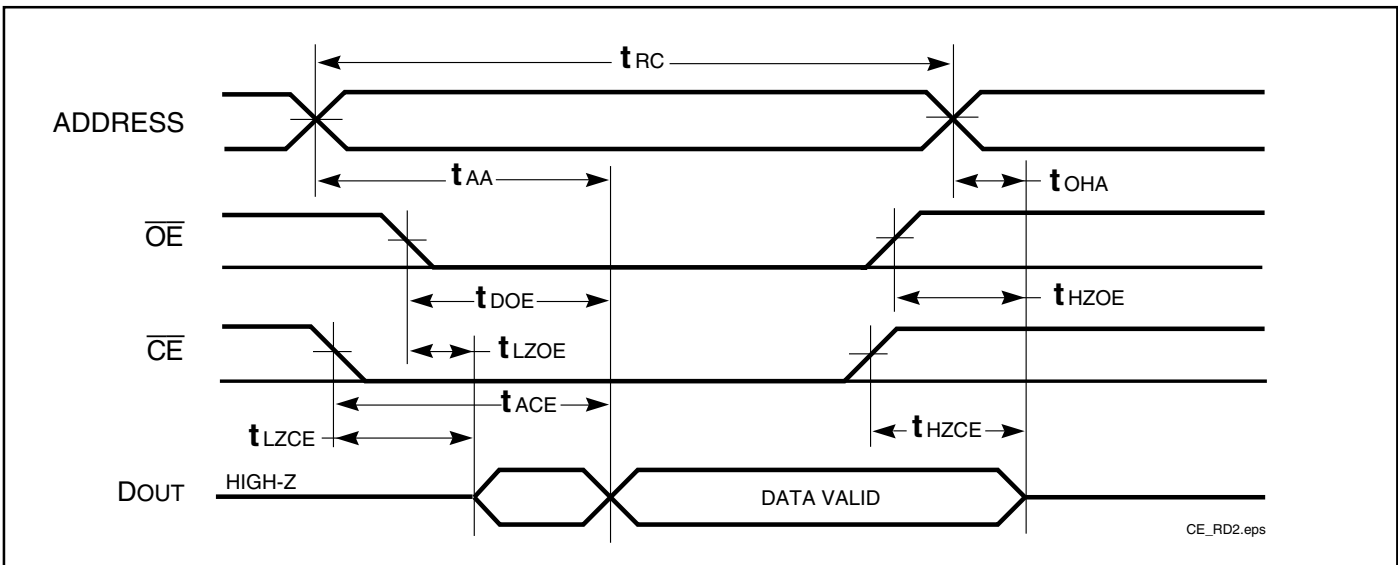 tRC
ADDRESS
tAA
tOHA
OE
tDOE
tHZOE
CE
tLZOE
tACE
tLZCE
tHZCE
DOUT
HIGH-Z
DATA VALID
CE_RD2.eps